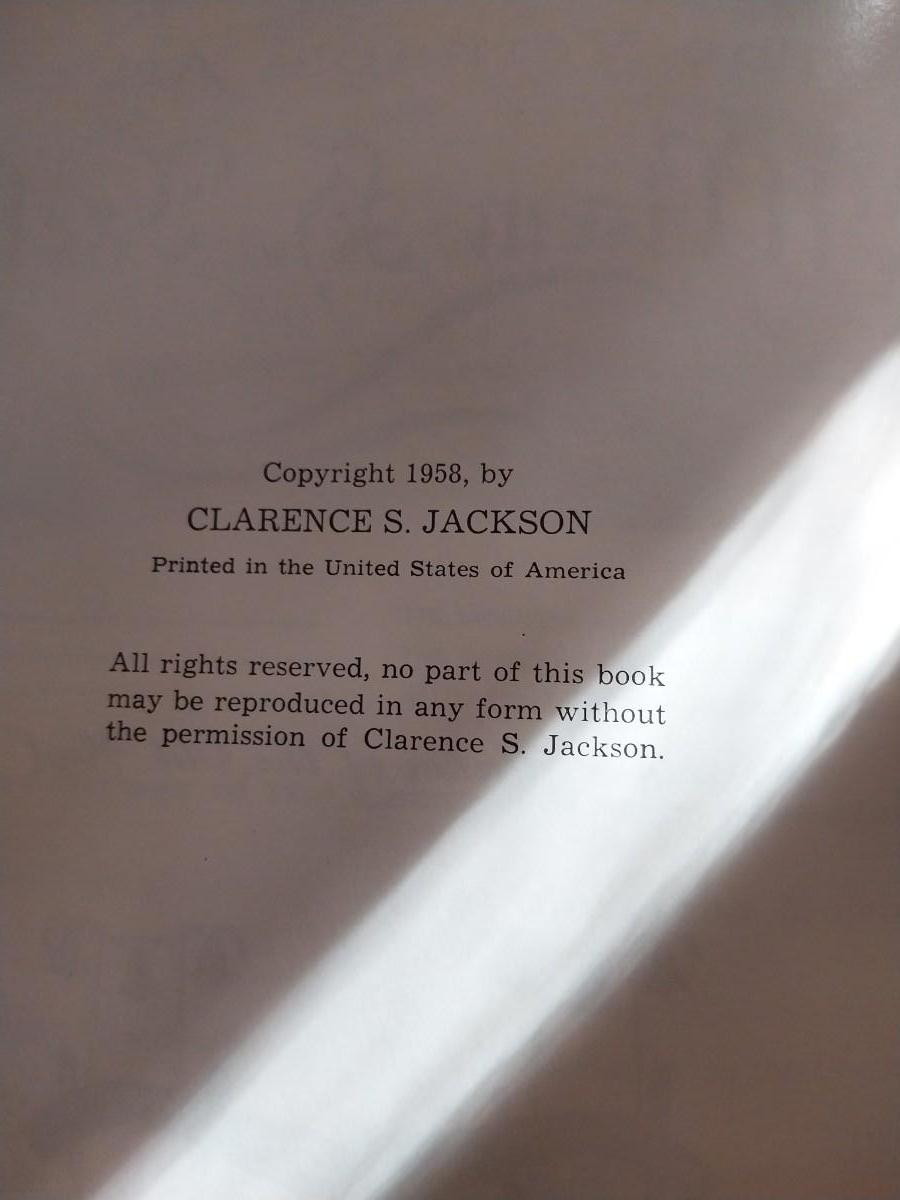 Copyright 1958, by
CLARENCE S. JACKSON
Printed in the United States of America
All rights reserved, no part of this book
may be reproduced in any form without
the permission of Clarence S. Jackson.